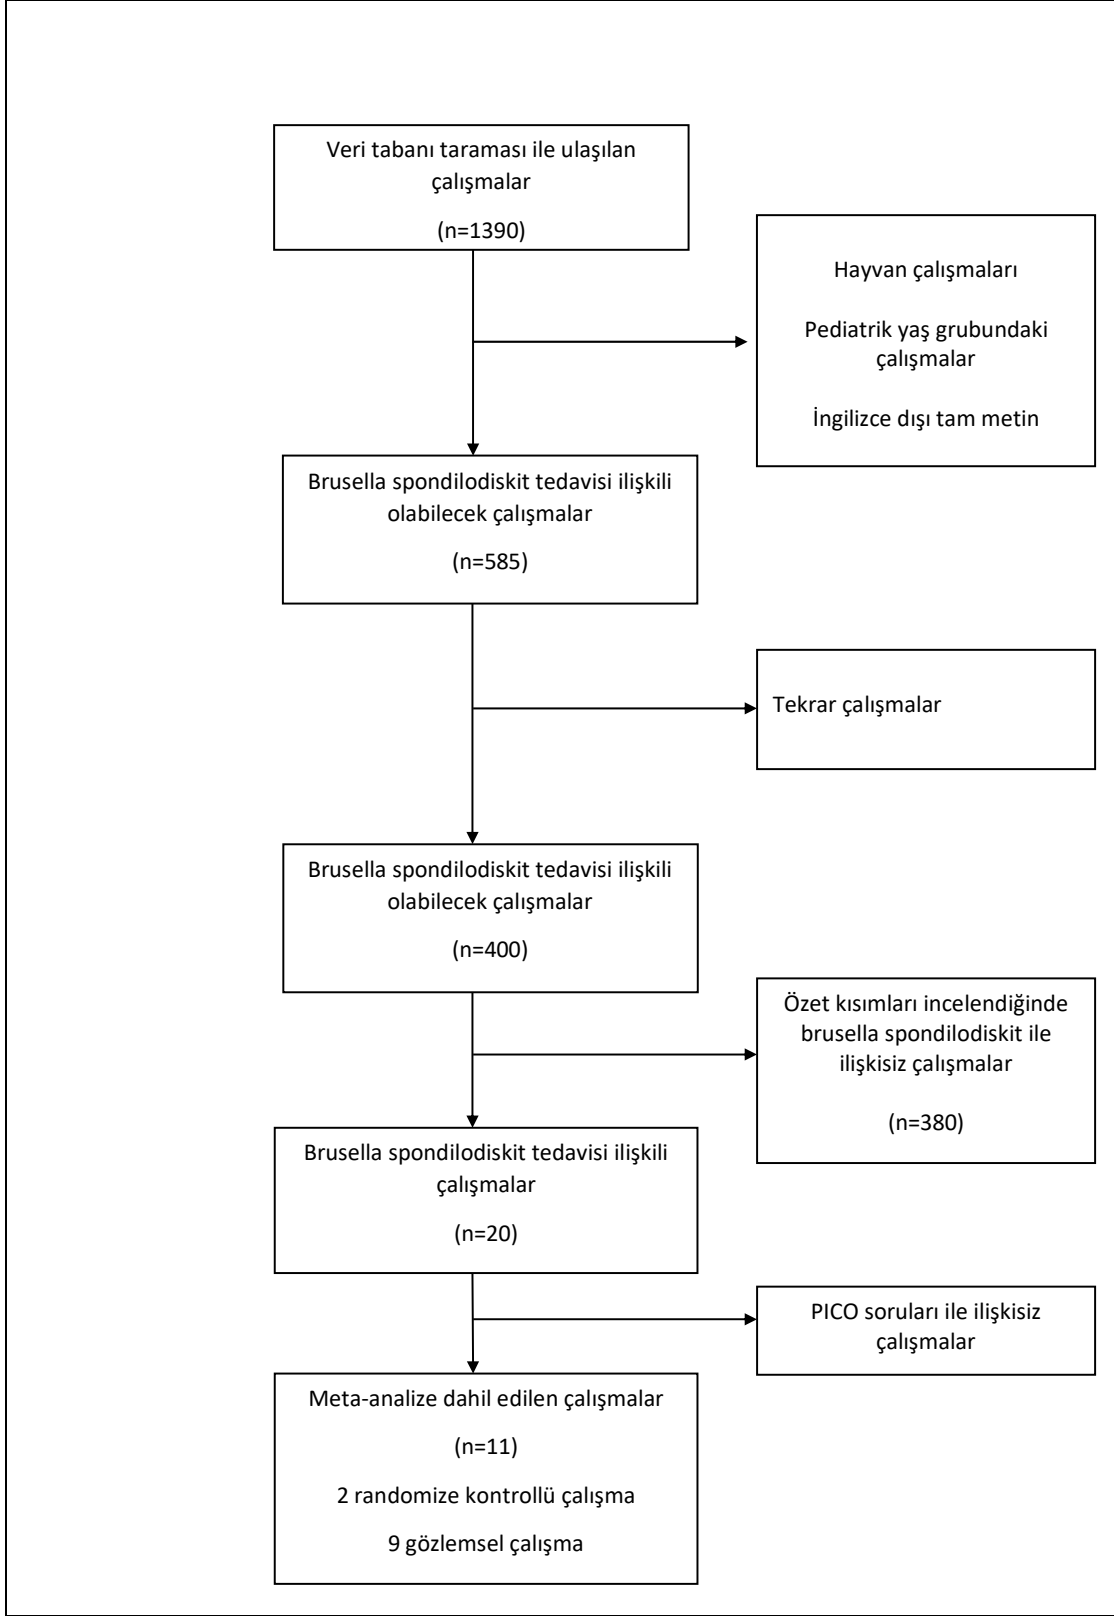 Veri tabanı taraması ile ulaşılan
çalışmalar
(n=1390)
Hayvan çalışmaları
Pediatrik yaş grubundaki
çalışmalar
İngilizce dışı tam metin
Brusella spondilodiskit tedavisi ilişkili
olabilecek çalışmalar
(n=585)
Tekrar çalışmalar
Brusella spondilodiskit tedavisi ilişkili
olabilecek çalışmalar
(n=400)
Özet kısımları incelendiğinde
brusella spondilodiskit ile
ilişkisiz çalışmalar
(n=380)
Brusella spondilodiskit tedavisi ilişkili
çalışmalar
(n=20)
PICO soruları ile ilişkisiz
çalışmalar
Meta-analize dahil edilen çalışmalar
(n=11)
2 randomize kontrollü çalışma
9 gözlemsel çalışma